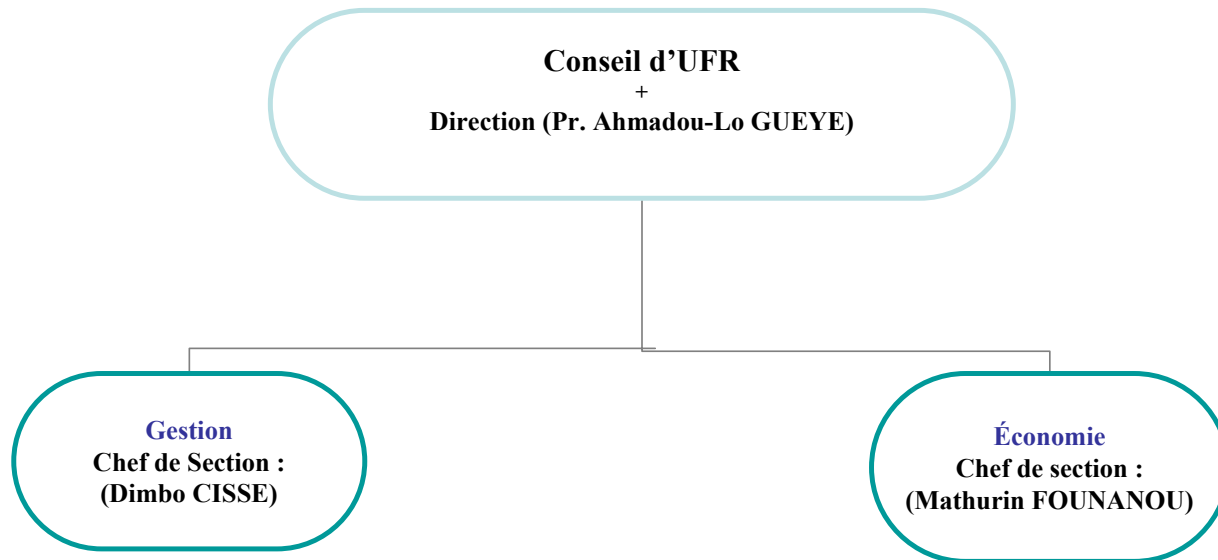 Conseil d’UFR
+
Direction (Pr. Ahmadou-Lo GUEYE)
Gestion
Chef de Section :
(Dimbo CISSE)
Économie
Chef de section :
(Mathurin FOUNANOU)